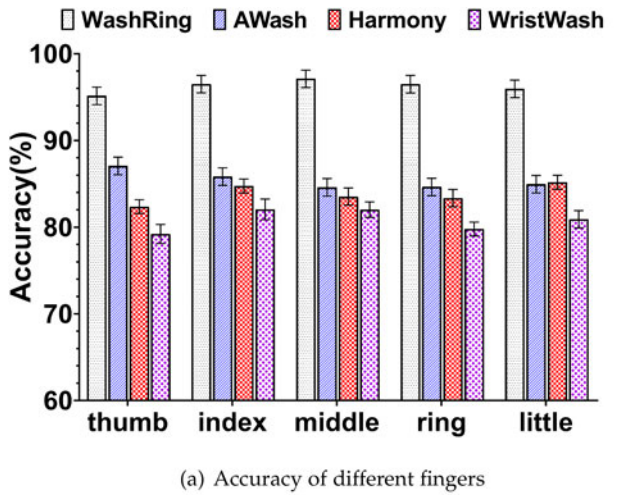 WashRing AWash Harmony WristWash
100
90
80
70
60
Accuracy(%)
thumb index middle ring little
(a) Accuracy of different fingers